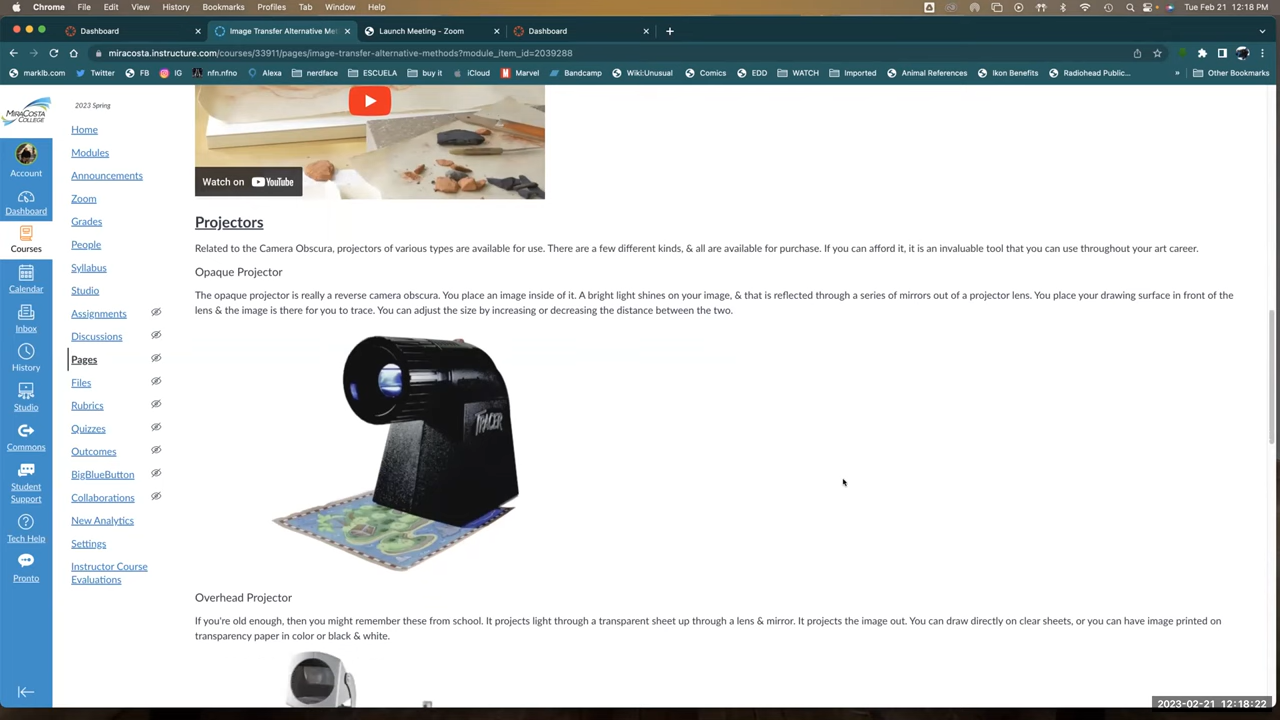 Chrome File Edit View History Bookmarks Profiles Tab Window Help Tue Feb 21 12:18 PM
Dashboard Image Transfer Alternative Me Launch Meeting - Zoom Dashboard
miracosta.instructure.com/courses/33911/pages/image-transfer-alternative-methods?module_item_id=2039288
marklb.com Twitter FB IG nfn.nfno Alexa nerdface ESCUELA buy it iCloud Marvel Bandcamp Wiki:Unusual Comics EDD WATCH Imported Animal References Ikon Benefits Radiohead Public... » Other Bookmarks
MIRACOSTA
COLLEGE
Account
Dashboard
Courses
Calendar
Inbox
History
Studio
Commons
Student
Support
Tech Help
Pronto
2023 Spring
Home
Modules
Announcements
Zoom
Grades
People
Syllabus
Studio
Assignments
Discussions
Pages
Files
Rubrics
Quizzes
Outcomes
BigBlueButton
Collaborations
New Analytics
Settings
Instructor Course
Evaluations
Watch on YouTube
Projectors
Related to the Camera Obscura, projectors of various types are available for use. There are a few different kinds, & all are available for purchase. If you can afford it, it is an invaluable tool that you can use throughout your art career.
Opaque Projector
The opaque projector is really a reverse camera obscura. You place an image inside of it. A bright light shines on your image, & that is reflected through a series of mirrors out of a projector lens. You place your drawing surface in front of the
lens & the image is there for you to trace. You can adjust the size by increasing or decreasing the distance between the two.
TRACER
Overhead Projector
If you're old enough, then you might remember these from school. It projects light through a transparent sheet up through a lens & mirror. It projects the image out. You can draw directly on clear sheets, or you can have image printed on
transparency paper in color or black & white.
2023-02-21 12:18:22